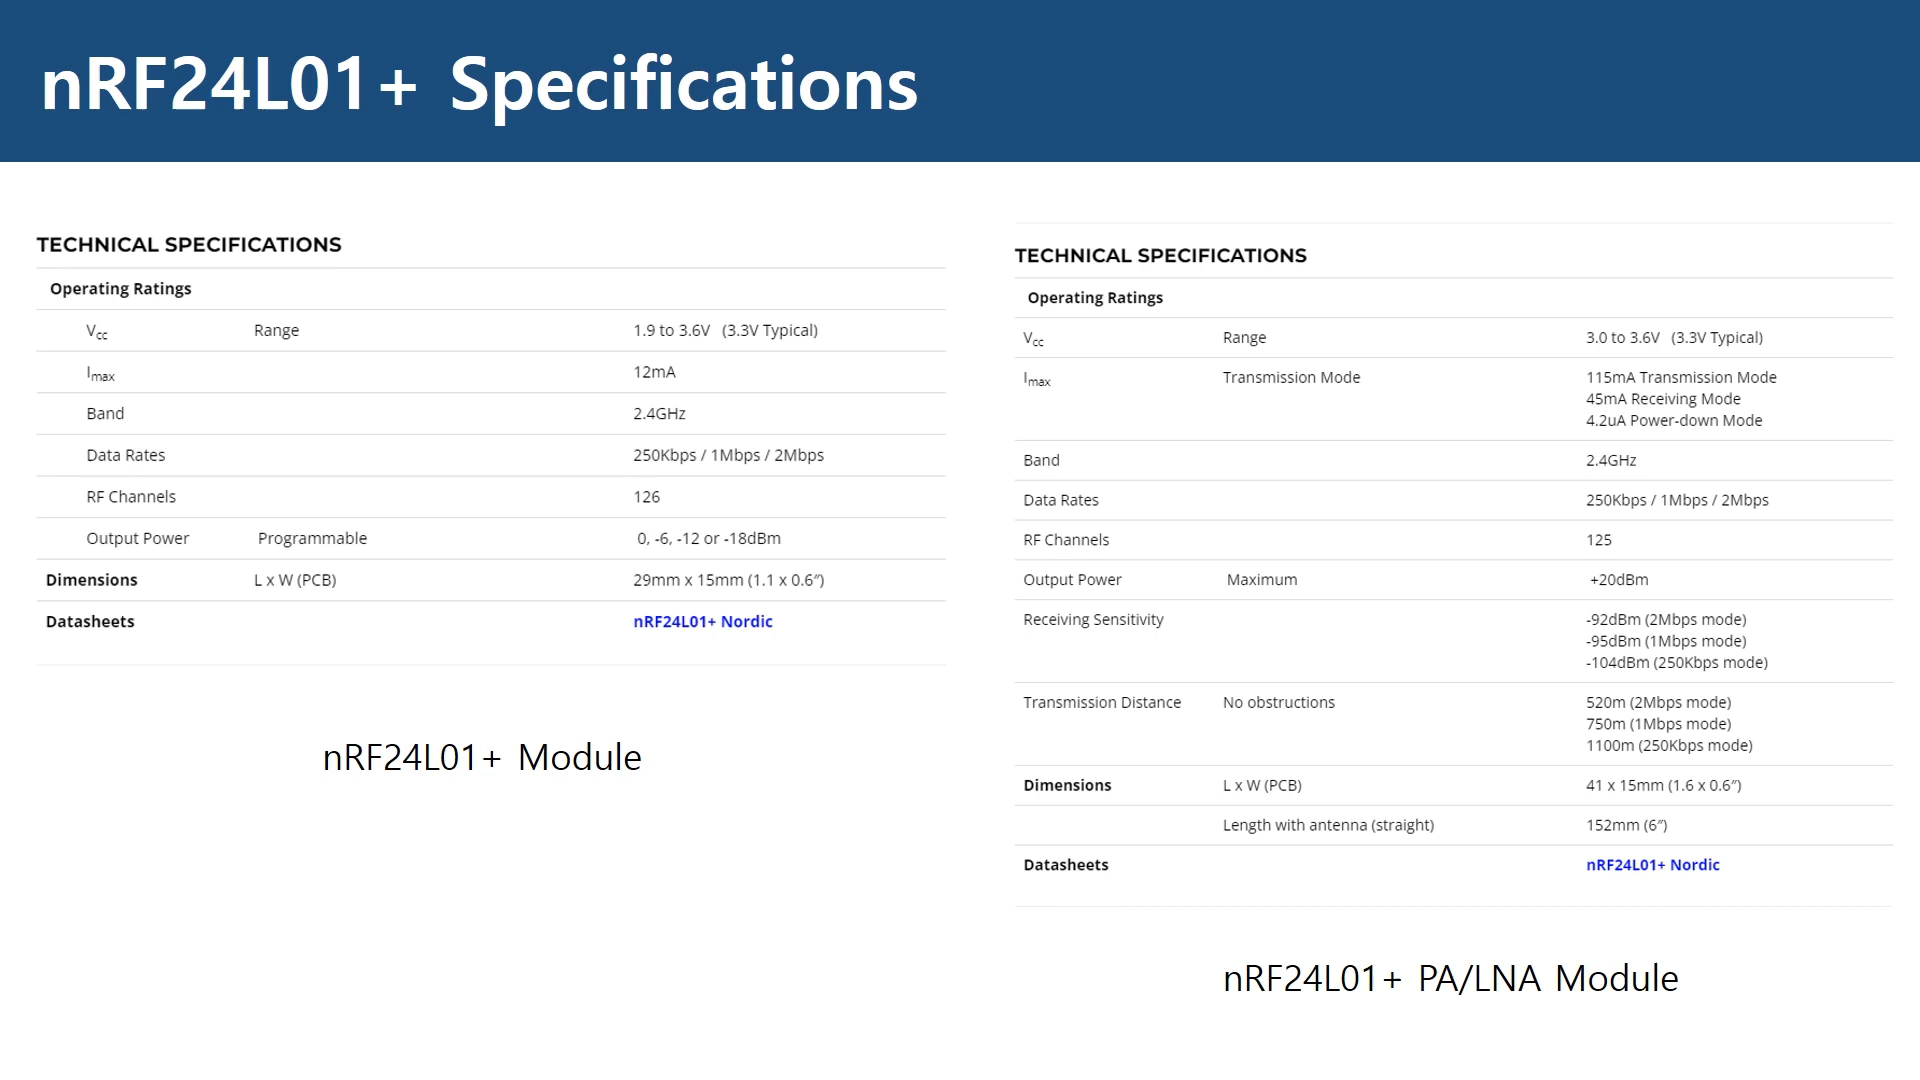 nRF24L01+ Specifications
TECHNICAL SPECIFICATIONS
Operating Ratings
Vcc Range 1.9 to 3.6V (3.3V Typical)
Imax 12mA
Band 2.4GHz
Data Rates 250Kbps / 1Mbps / 2Mbps
RF Channels 126
Output Power Programmable 0, -6, -12 or -18dBm
Dimensions L x W (PCB) 29mm x 15mm (1.1 x 0.6″)
Datasheets nRF24L01+ Nordic
nRF24L01+ Module
TECHNICAL SPECIFICATIONS
Operating Ratings
Vcc Range 3.0 to 3.6V (3.3V Typical)
Imax Transmission Mode 115mA Transmission Mode
45mA Receiving Mode
4.2uA Power-down Mode
Band 2.4GHz
Data Rates 250Kbps / 1Mbps / 2Mbps
RF Channels 125
Output Power Maximum +20dBm
Receiving Sensitivity -92dBm (2Mbps mode)
-95dBm (1Mbps mode)
-104dBm (250Kbps mode)
Transmission Distance No obstructions 520m (2Mbps mode)
750m (1Mbps mode)
1100m (250Kbps mode)
Dimensions L x W (PCB) 41 x 15mm (1.6 x 0.6″)
Length with antenna (straight) 152mm (6″)
Datasheets nRF24L01+ Nordic
nRF24L01+ PA/LNA Module